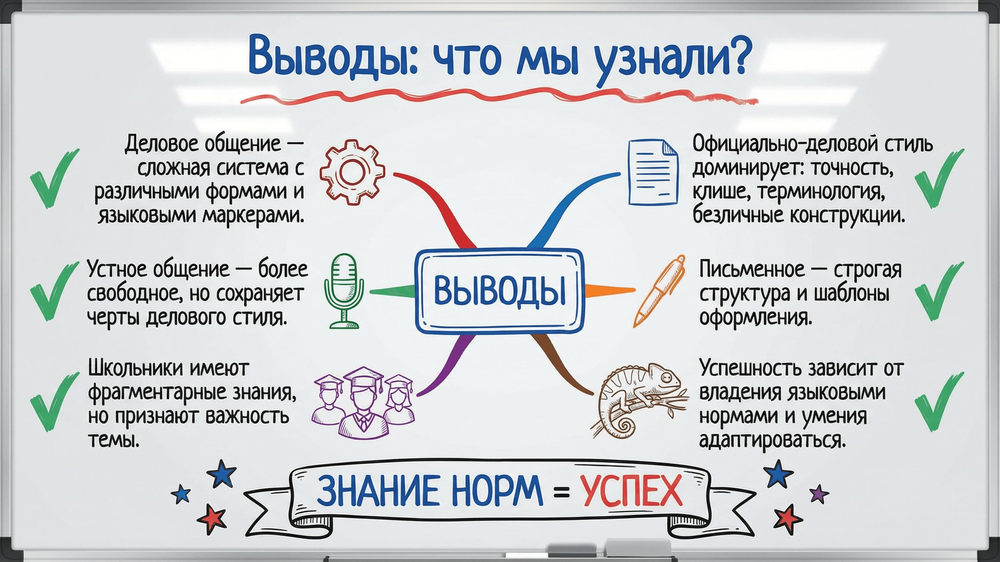 Выводы: что мы узнали?
Деловое общение —
сложная система с
различными формами и
языковыми маркерами.
Официально-деловой стиль
доминирует: точность,
клише, терминология,
безличные конструкции.
Устное общение — более
свободное, но сохраняет
черты делового стиля.
ВЫВОДЫ
Письменное — строгая
структура и шаблоны
оформления.
Школьники имеют
фрагментарные знания,
но признают важность
темы.
Успешность зависит от
владения языковыми
нормами и умения
адаптироваться.
ЗНАНИЕ НОРМ = УСПЕХ